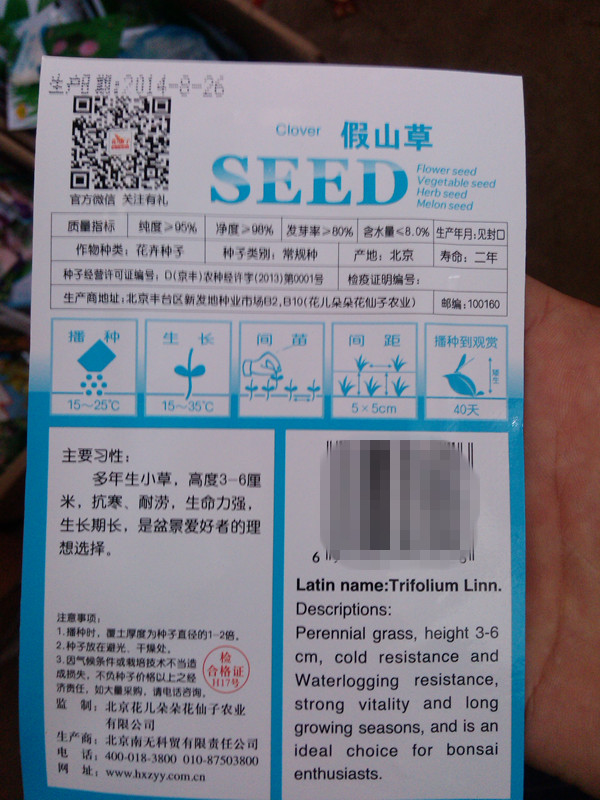 生产日期:2014-8-26
Clover 假山草
SEED
Flower seed
Vegetable seed
Herb seed
Melon seed
官方微信 关注有礼
质量指标 纯度≥95% 净度≥98% 发芽率≥80% 含水量≤8.0% 生产年月:见封口
作物种类: 花卉种子 种子类别: 常规种 产地: 北京 寿命: 二年
种子经营许可证编号: D(京丰)农种经许字(2013)第0001号 检疫证明编号:
生产商地址:北京丰台区新发地种业市场B2,B10(花儿朵朵花仙子农业) 邮编:100160
播种 生长 间苗 间距 播种到观赏
15~25℃ 15~35℃ 5×5cm 40天
主要习性:
多年生小草，高度3-6厘
米，抗寒、耐涝，生命力强，
生长期长，是盆景爱好者的理
想选择。
注意事项:
1.播种时，覆土厚度为种子直径的1-2倍。
2.种子放在避光、干燥处。
3.因气候条件或栽培技术不当造
成损失，不负种子价格以上之经
济责任，如大量采购，请电话咨询。
检
合格证
H17号
监 制: 北京花儿朵朵花仙子农业
有限公司
生产商: 北京南无科贸有限责任公司
电 话: 400-018-3800 010-87503800
网 址: www.hxzyy.com.cn
6
Latin name:Trifolium Linn.
Descriptions:
Perennial grass, height 3-6
cm, cold resistance and
Waterlogging resistance,
strong vitality and long
growing seasons, and is an
ideal choice for bonsai
enthusiasts.